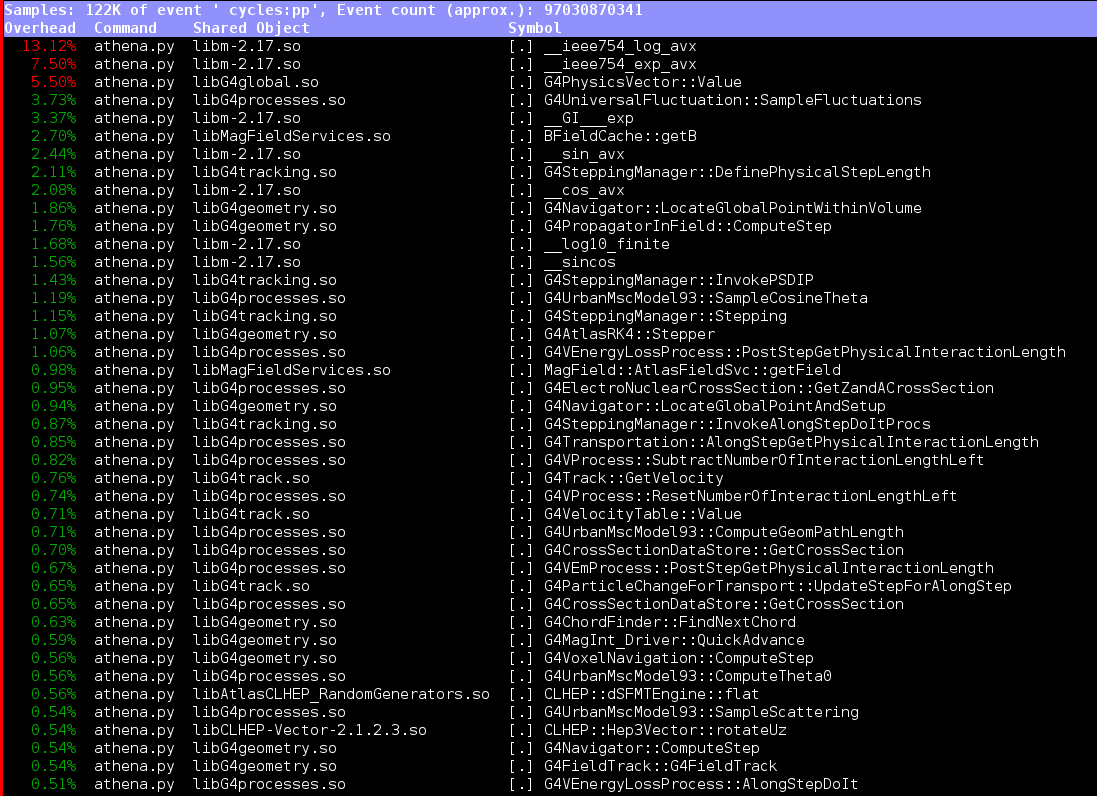 Samples: 122K of event ' cycles:pp', Event count (approx.): 97030870341
Overhead  Command    Shared Object                      Symbol
13.12%  athena.py  libm-2.17.so                       [.] __ieee754_log_avx
7.50%  athena.py  libm-2.17.so                       [.] __ieee754_exp_avx
5.50%  athena.py  libG4global.so                     [.] G4PhysicsVector::Value
3.73%  athena.py  libG4processes.so                  [.] G4UniversalFluctuation::SampleFluctuations
3.37%  athena.py  libm-2.17.so                       [.] __GI___exp
2.70%  athena.py  libMagFieldServices.so             [.] BFieldCache::getB
2.44%  athena.py  libm-2.17.so                       [.] __sin_avx
2.11%  athena.py  libG4tracking.so                   [.] G4SteppingManager::DefinePhysicalStepLength
2.08%  athena.py  libm-2.17.so                       [.] __cos_avx
1.86%  athena.py  libG4geometry.so                   [.] G4Navigator::LocateGlobalPointWithinVolume
1.76%  athena.py  libG4geometry.so                   [.] G4PropagatorInField::ComputeStep
1.68%  athena.py  libm-2.17.so                       [.] __log10_finite
1.56%  athena.py  libm-2.17.so                       [.] __sincos
1.43%  athena.py  libG4tracking.so                   [.] G4SteppingManager::InvokePSDIP
1.19%  athena.py  libG4processes.so                  [.] G4UrbanMscModel93::SampleCosineTheta
1.15%  athena.py  libG4tracking.so                   [.] G4SteppingManager::Stepping
1.07%  athena.py  libG4geometry.so                   [.] G4AtlasRK4::Stepper
1.06%  athena.py  libG4processes.so                  [.] G4VEnergyLossProcess::PostStepGetPhysicalInteractionLength
0.98%  athena.py  libMagFieldServices.so             [.] MagField::AtlasFieldSvc::getField
0.95%  athena.py  libG4processes.so                  [.] G4ElectroNuclearCrossSection::GetZandACrossSection
0.94%  athena.py  libG4geometry.so                   [.] G4Navigator::LocateGlobalPointAndSetup
0.87%  athena.py  libG4tracking.so                   [.] G4SteppingManager::InvokeAlongStepDoItProcs
0.85%  athena.py  libG4processes.so                  [.] G4Transportation::AlongStepGetPhysicalInteractionLength
0.82%  athena.py  libG4processes.so                  [.] G4VProcess::SubtractNumberOfInteractionLengthLeft
0.76%  athena.py  libG4track.so                      [.] G4Track::GetVelocity
0.74%  athena.py  libG4processes.so                  [.] G4VProcess::ResetNumberOfInteractionLengthLeft
0.71%  athena.py  libG4track.so                      [.] G4VelocityTable::Value
0.71%  athena.py  libG4processes.so                  [.] G4UrbanMscModel93::ComputeGeomPathLength
0.70%  athena.py  libG4processes.so                  [.] G4CrossSectionDataStore::GetCrossSection
0.67%  athena.py  libG4processes.so                  [.] G4VEmProcess::PostStepGetPhysicalInteractionLength
0.65%  athena.py  libG4track.so                      [.] G4ParticleChangeForTransport::UpdateStepForAlongStep
0.65%  athena.py  libG4processes.so                  [.] G4CrossSectionDataStore::GetCrossSection
0.63%  athena.py  libG4geometry.so                   [.] G4ChordFinder::FindNextChord
0.59%  athena.py  libG4geometry.so                   [.] G4MagInt_Driver::QuickAdvance
0.56%  athena.py  libG4geometry.so                   [.] G4VoxelNavigation::ComputeStep
0.56%  athena.py  libG4processes.so                  [.] G4UrbanMscModel93::ComputeTheta0
0.56%  athena.py  libAtlasCLHEP_RandomGenerators.so  [.] CLHEP::dSFMTEngine::flat
0.54%  athena.py  libG4processes.so                  [.] G4UrbanMscModel93::SampleScattering
0.54%  athena.py  libCLHEP-Vector-2.1.2.3.so         [.] CLHEP::Hep3Vector::rotateUz
0.54%  athena.py  libG4geometry.so                   [.] G4Navigator::ComputeStep
0.54%  athena.py  libG4geometry.so                   [.] G4FieldTrack::G4FieldTrack
0.51%  athena.py  libG4processes.so                  [.] G4VEnergyLossProcess::AlongStepDoIt